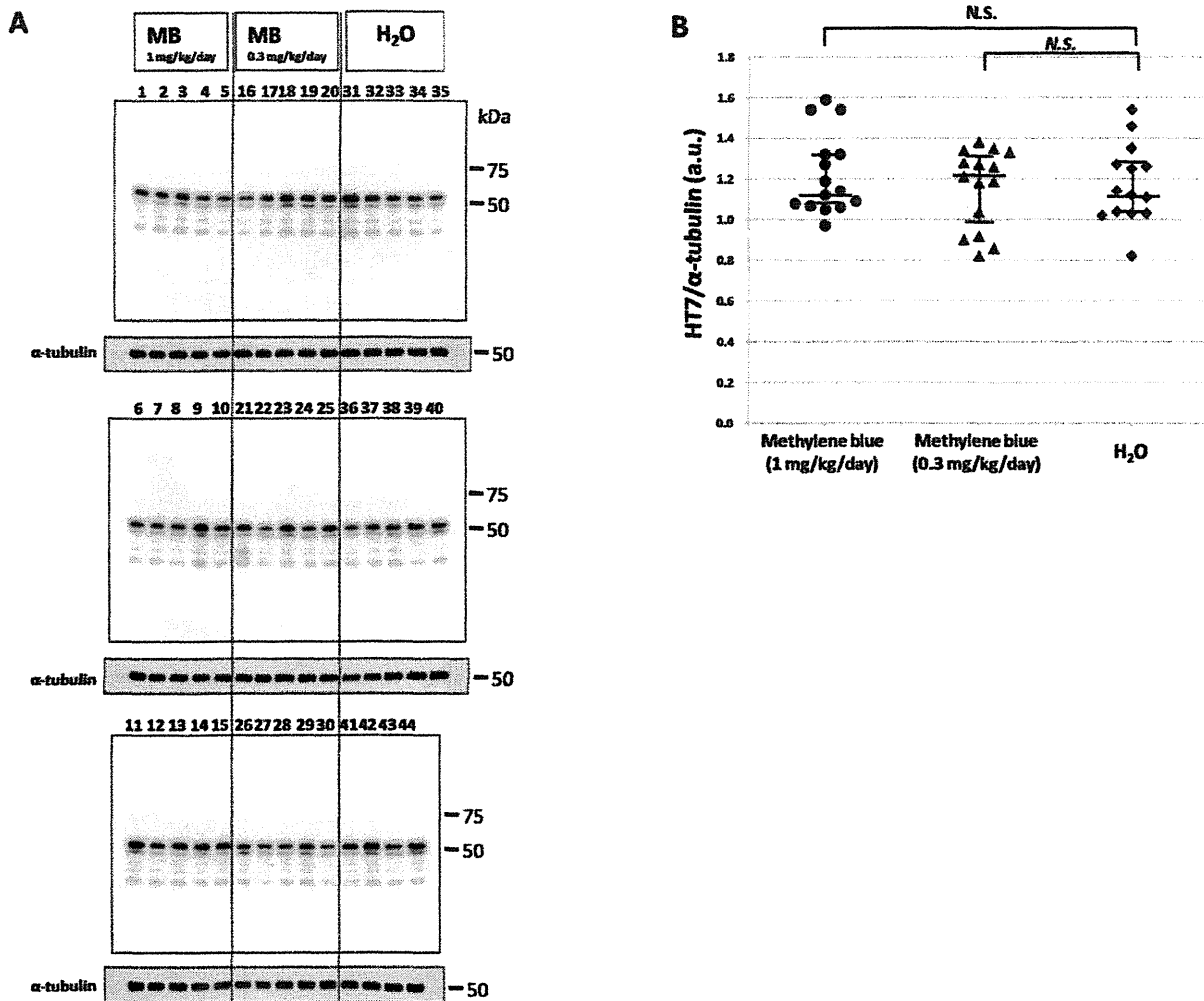 A
MB
1 mg/kg/day
MB
0.3 mg/kg/day
H₂O
1 2 3 4 5 16 17 18 19 20 31 32 33 34 35
kDa
75
50
α-tubulin
50
6 7 8 9 10 21 22 23 24 25 36 37 38 39 40
75
50
α-tubulin
50
11 12 13 14 15 26 27 28 29 30 41 42 43 44
75
50
α-tubulin
50
B
N.S.
N.S.
HT7/α-tubulin (a.u.)
1.8
1.6
1.4
1.2
1.0
0.8
0.6
0.4
0.2
0.0
Methylene blue
(1 mg/kg/day)
Methylene blue
(0.3 mg/kg/day)
H₂O